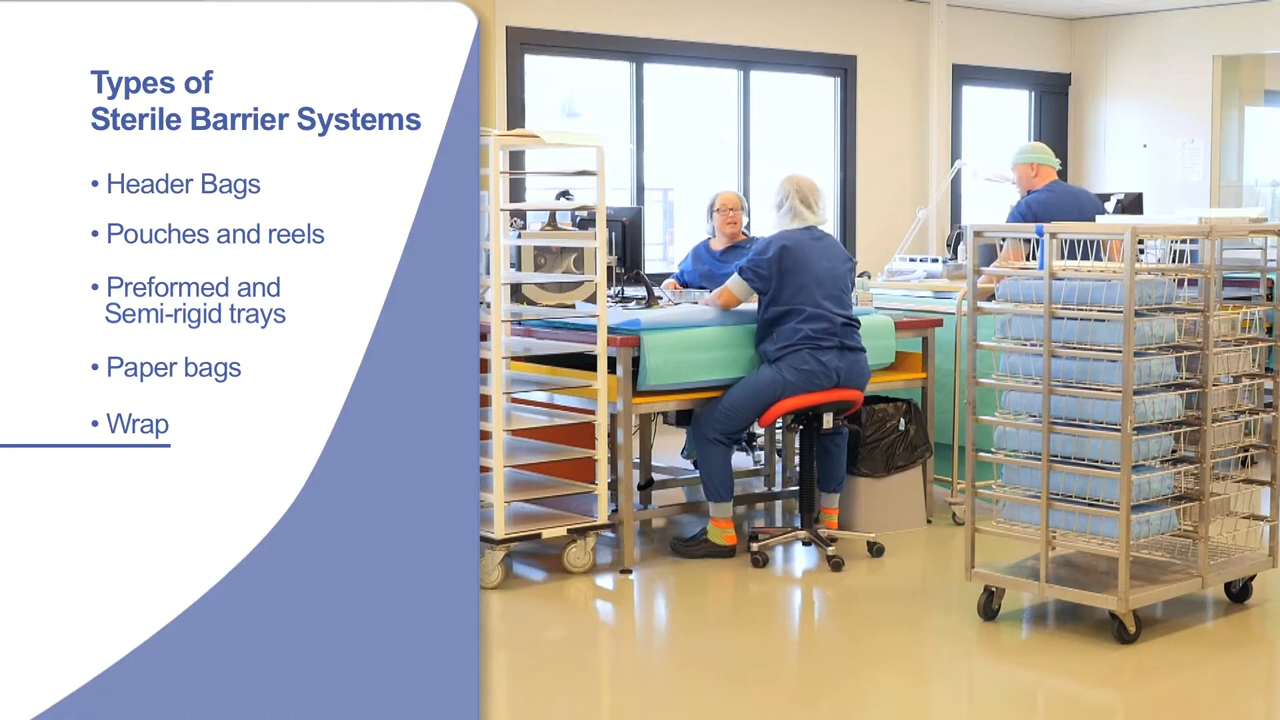 Types of
Sterile Barrier Systems
• Header Bags
• Pouches and reels
• Preformed and
Semi-rigid trays
• Paper bags
• Wrap